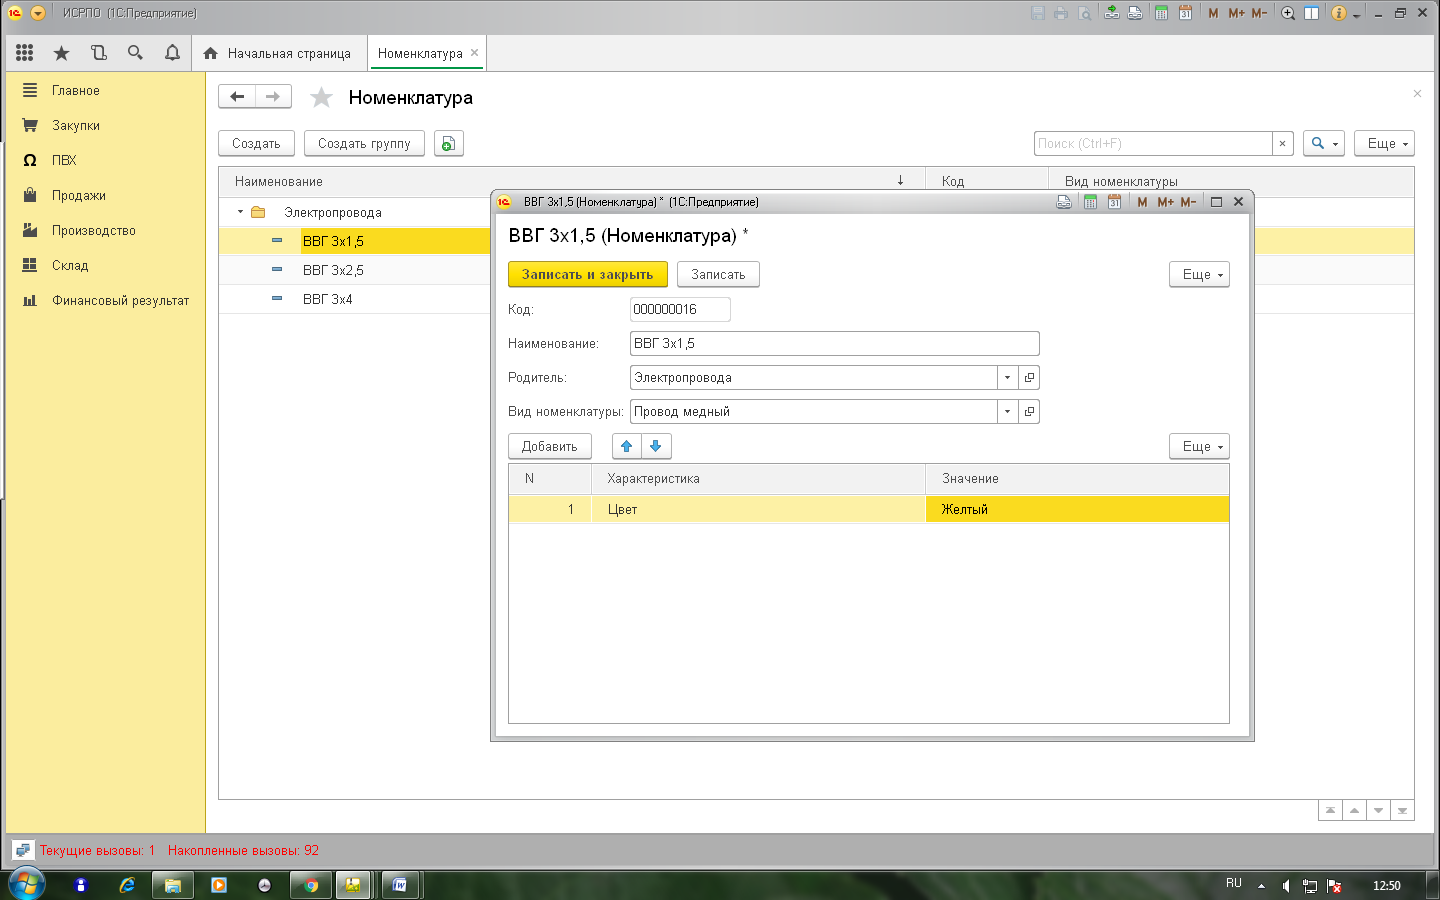 ИСРПО (1С:Предприятие)
M M+ M-
Начальная страница
Номенклатура
Главное
Закупки
ПВХ
Продажи
Производство
Склад
Финансовый результат
Номенклатура
Создать
Создать группу
Поиск (Ctrl+F)
Еще
Наименование
Код
Вид номенклатуры
Электропровода
ВВГ 3х1,5
ВВГ 3х2,5
ВВГ 3х4
ВВГ 3х1,5 (Номенклатура) * (1С:Предприятие)
M M+ M-
ВВГ 3х1,5 (Номенклатура) *
Записать и закрыть
Записать
Еще
Код: 000000016
Наименование: ВВГ 3х1,5
Родитель: Электропровода
Вид номенклатуры: Провод медный
Добавить
Еще
N Характеристика Значение
1 Цвет Желтый
Текущие вызовы: 1 Накопленные вызовы: 92
RU
12:50